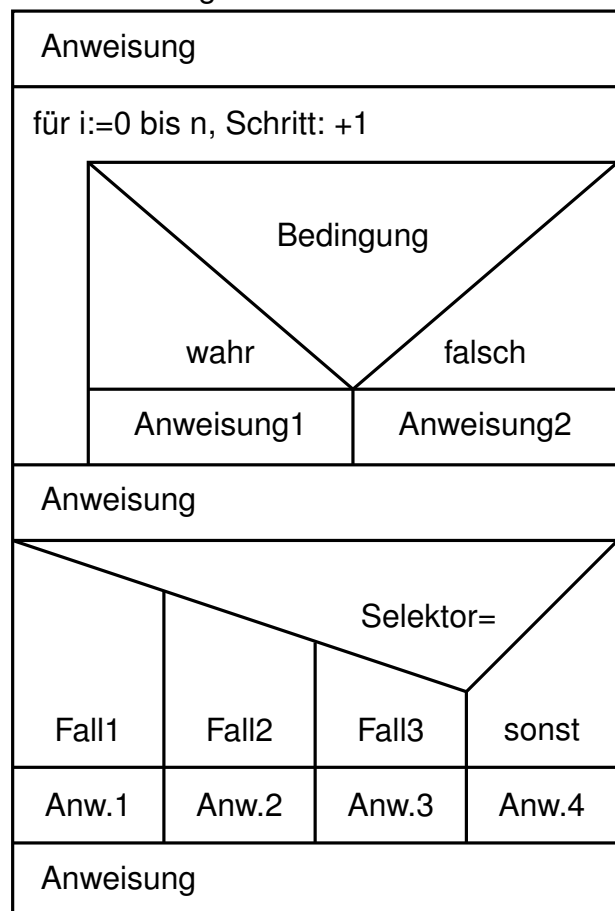 Anweisung
für i:=0 bis n, Schritt: +1
Bedingung
wahr falsch
Anweisung1 Anweisung2
Anweisung
Selektor=
Fall1 Fall2 Fall3 sonst
Anw.1 Anw.2 Anw.3 Anw.4
Anweisung